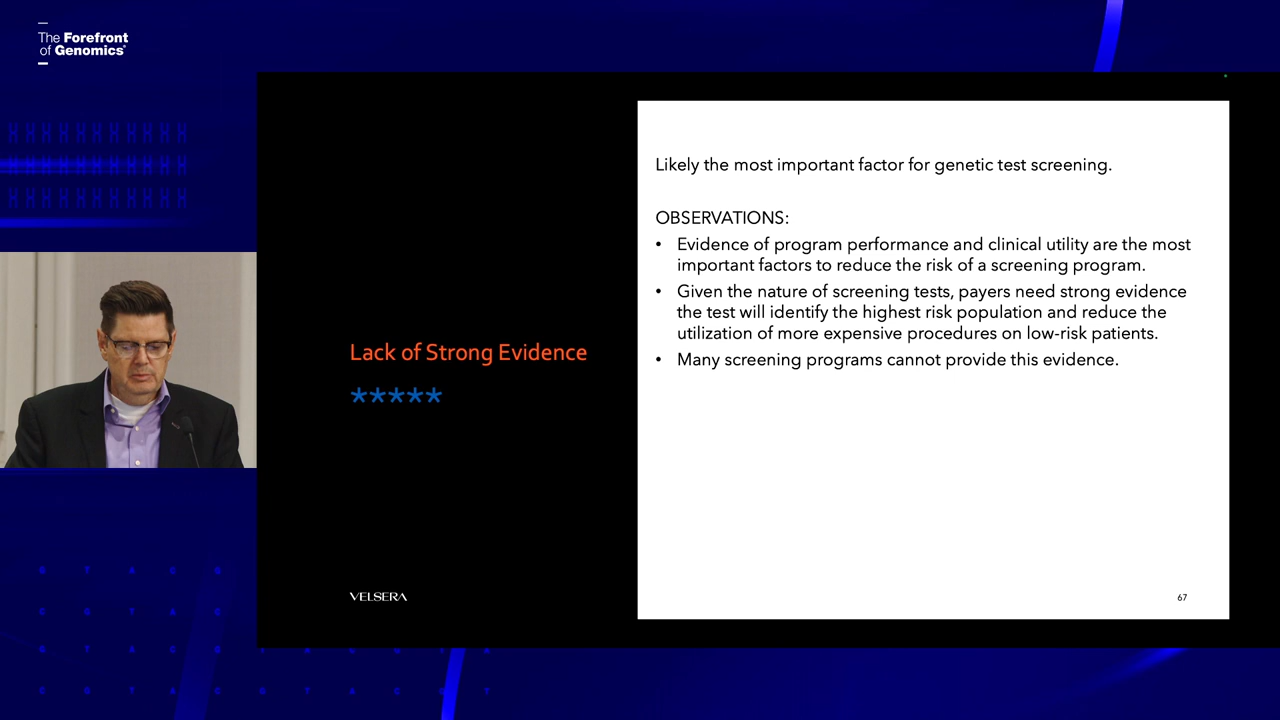 The Forefront
of Genomics®
Lack of Strong Evidence
*****
VELSERA
Likely the most important factor for genetic test screening.
OBSERVATIONS:
• Evidence of program performance and clinical utility are the most
important factors to reduce the risk of a screening program.
• Given the nature of screening tests, payers need strong evidence
the test will identify the highest risk population and reduce the
utilization of more expensive procedures on low-risk patients.
• Many screening programs cannot provide this evidence.
67